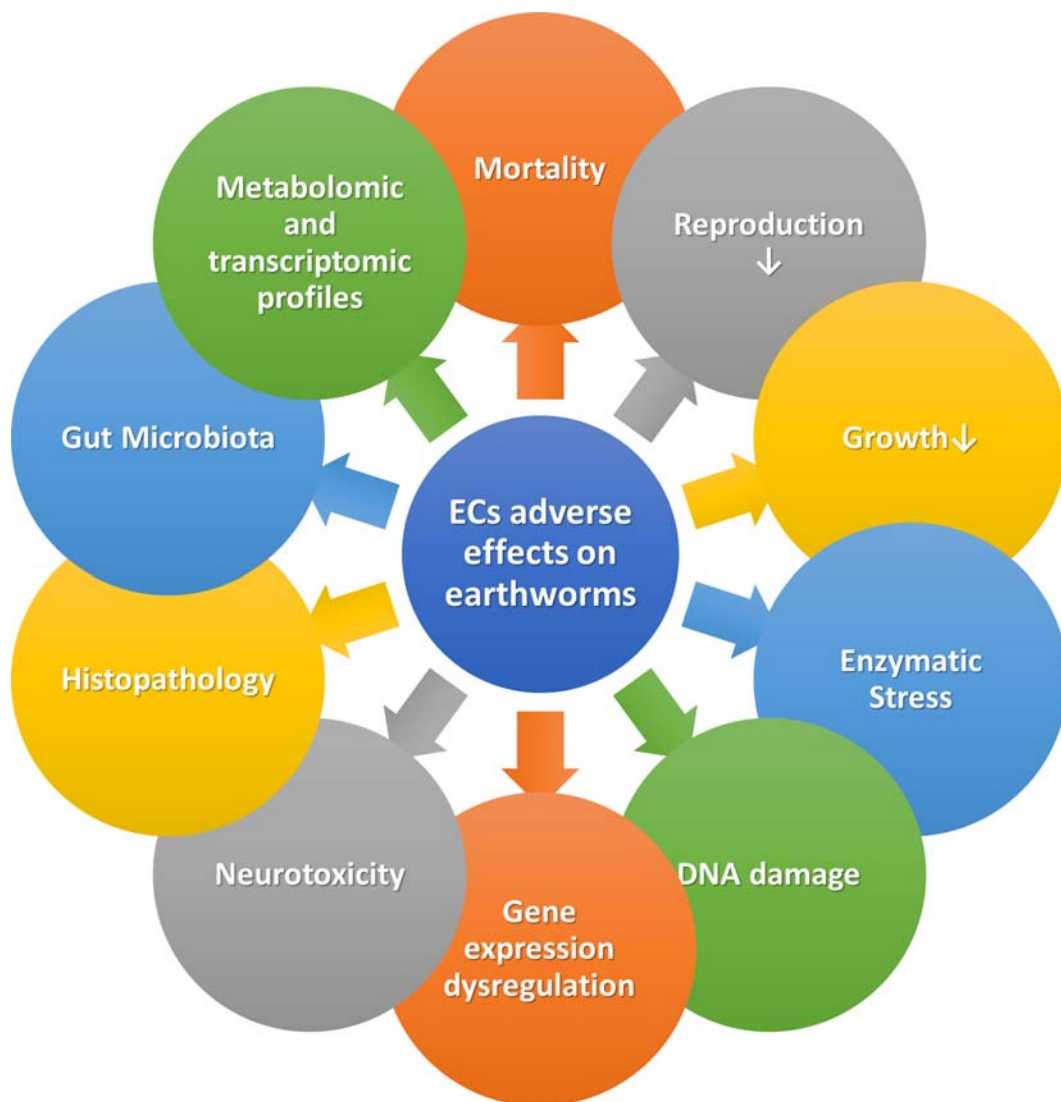 Mortality
Reproduction
↓
Growth↓
Enzymatic
Stress
DNA damage
Gene
expression
dysregulation
Neurotoxicity
Histopathology
Gut Microbiota
Metabolomic
and
transcriptomic
profiles
ECs adverse
effects on
earthworms